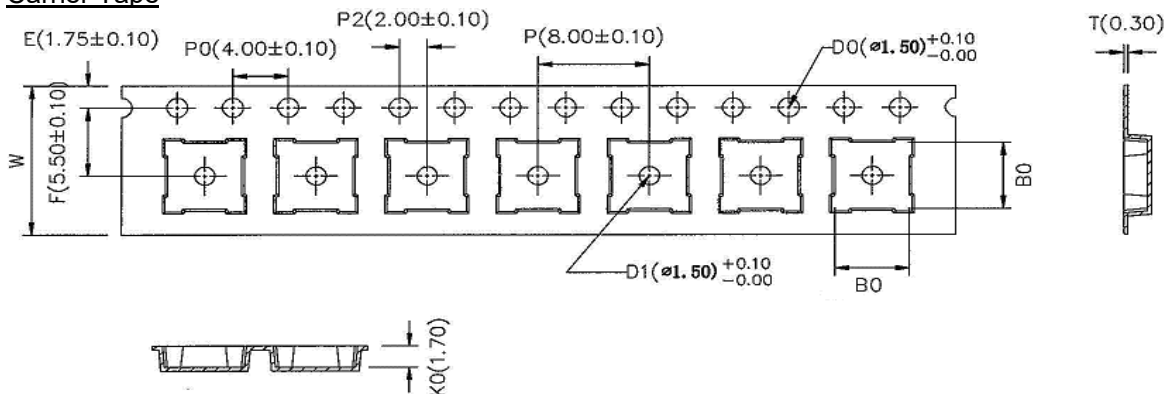 Carrier Tape
E(1.75±0.10)
P0(4.00±0.10)
P2(2.00±0.10)
P(8.00±0.10)
D0(ø1.50)+0.10 -0.00
T(0.30)
W
F(5.50±0.10)
B0
D1(ø1.50)+0.10 -0.00
B0
K0(1.70)